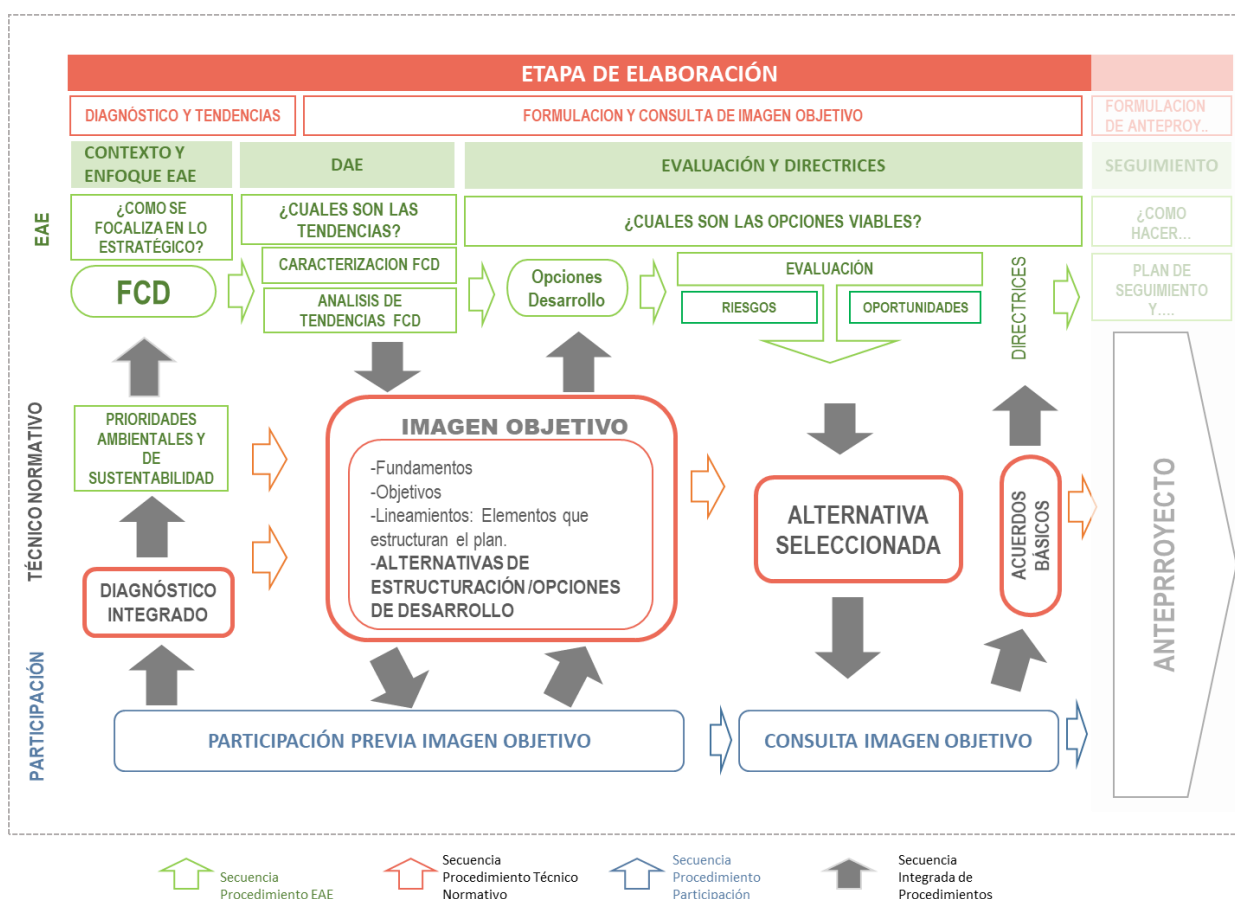 ETAPA DE ELABORACIÓN
DIAGNÓSTICO Y TENDENCIAS
FORMULACION Y CONSULTA DE IMAGEN OBJETIVO
FORMULACION
DE ANTEPROY..
CONTEXTO Y
ENFOQUE EAE
DAE
EVALUACIÓN Y DIRECTRICES
SEGUIMIENTO
EAE
¿COMO SE
FOCALIZA EN LO
ESTRATÉGICO?
¿CUALES SON LAS
TENDENCIAS?
¿CUALES SON LAS OPCIONES VIABLES?
¿COMO
HACER...
FCD
CARACTERIZACION FCD
ANALISIS DE
TENDENCIAS FCD
Opciones
Desarrollo
EVALUACIÓN
RIESGOS
OPORTUNIDADES
DIRECTRICES
PLAN DE
SEGUIMIENTO
Y....
TÉCNICO NORMATIVO
PRIORIDADES
AMBIENTALES Y
DE
SUSTENTABILIDAD
DIAGNÓSTICO
INTEGRADO
IMAGEN OBJETIVO
-Fundamentos
-Objetivos
-Lineamientos: Elementos que
estructuran el plan.
-ALTERNATIVAS DE
ESTRUCTURACIÓN/OPCIONES
DE DESARROLLO
ALTERNATIVA
SELECCIONADA
ACUERDOS
BÁSICOS
ANTEPRROYECTO
PARTICIPACIÓN
PARTICIPACIÓN PREVIA IMAGEN OBJETIVO
CONSULTA IMAGEN OBJETIVO
Secuencia
Procedimiento EAE
Secuencia
Procedimiento Técnico
Normativo
Secuencia
Procedimiento
Participación
Secuencia
Integrada de
Procedimientos